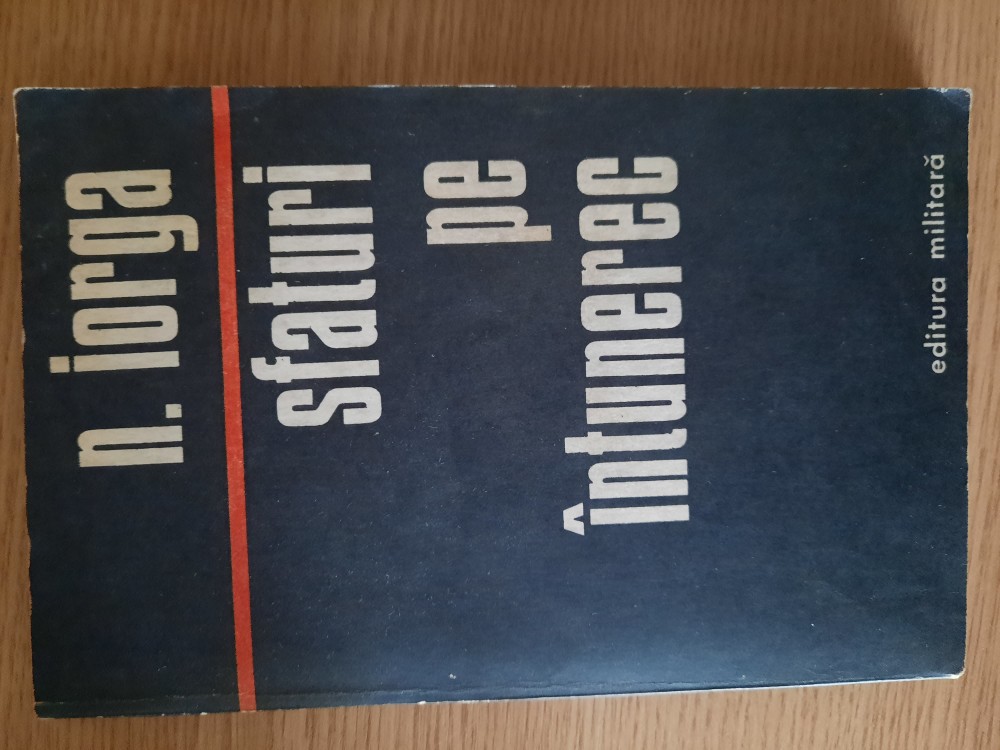 n. iorga
sfaturi
pe
întunerec
editura militară